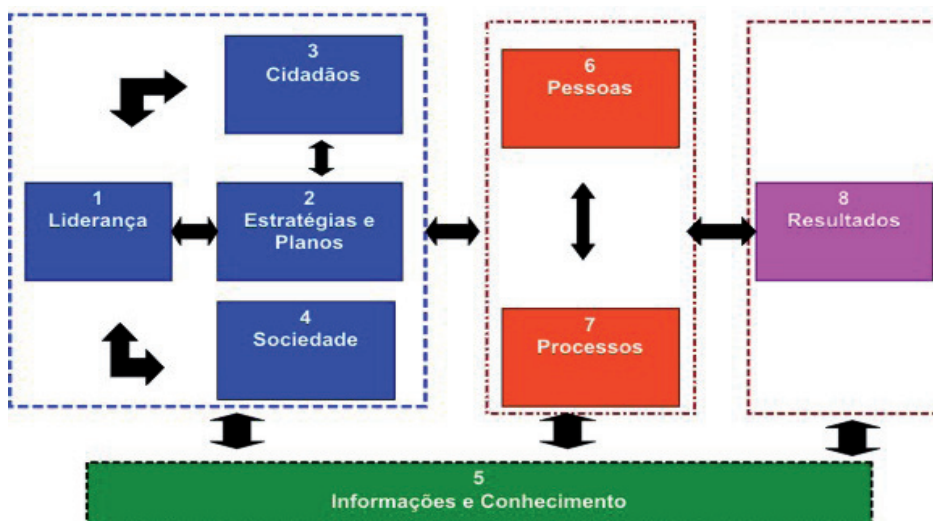 3
Cidadãos
6
Pessoas
1
Liderança
2
Estratégias e
Planos
8
Resultados
4
Sociedade
7
Processos
5
Informações e Conhecimento